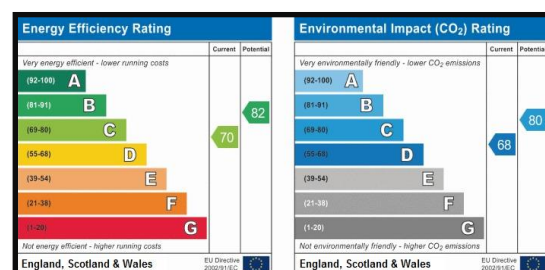 Energy Efficiency Rating
Current Potential
Very energy efficient - lower running costs
(92-100) A
(81-91) B
(69-80) C
(55-68) D
(39-54) E
(21-38) F
(1-20) G
70
82
Not energy efficient - higher running costs
England, Scotland & Wales
EU Directive
2002/91/EC
Environmental Impact (CO₂) Rating
Current Potential
Very environmentally friendly - lower CO₂ emissions
(92-100) A
(81-91) B
(69-80) C
(55-68) D
(39-54) E
(21-38) F
(1-20) G
68
80
Not environmentally friendly - higher CO₂ emissions
England, Scotland & Wales
EU Directive
2002/91/EC